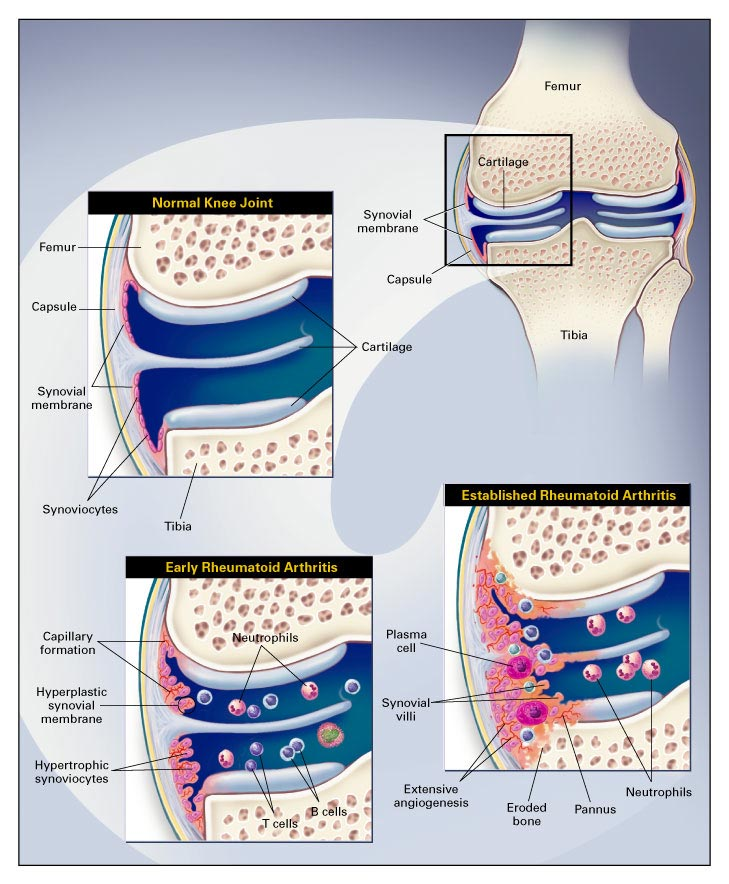 Femur
Cartilage
Synovial
membrane
Capsule
Tibia
Normal Knee Joint
Femur
Capsule
Cartilage
Synovial
membrane
Synoviocytes
Tibia
Early Rheumatoid Arthritis
Capillary
formation
Neutrophils
Hyperplastic
synovial
membrane
Hypertrophic
synoviocytes
B cells
T cells
Established Rheumatoid Arthritis
Plasma
cell
Synovial
villi
Extensive
angiogenesis
Eroded
bone
Pannus
Neutrophils